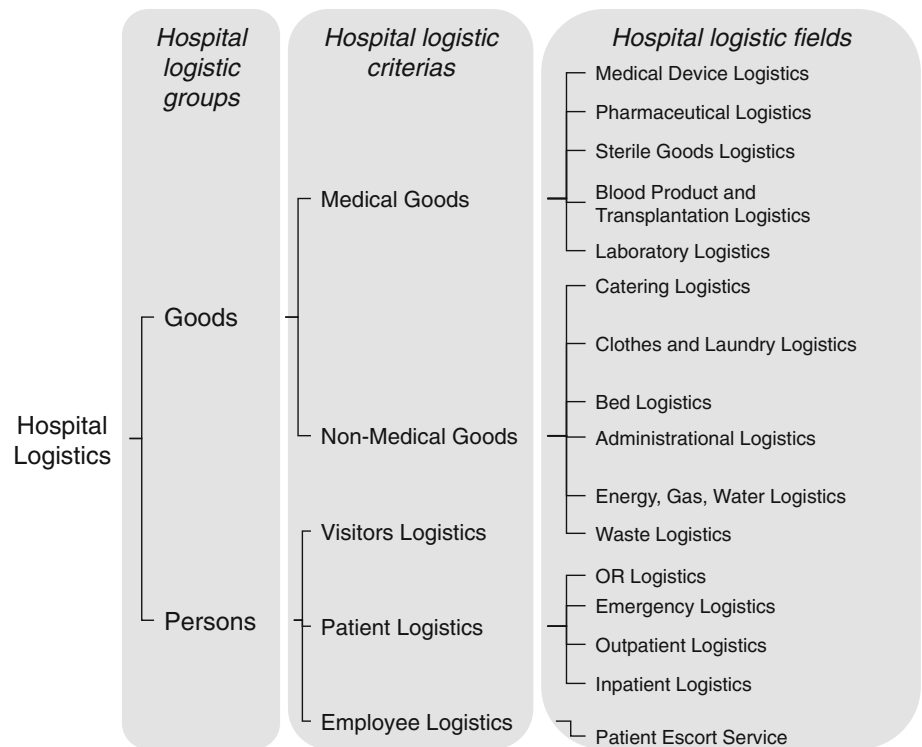 Hospital
logistic
groups
Hospital logistic
criterias
Hospital logistic fields
Hospital
Logistics
Goods
Persons
Medical Goods
Non-Medical Goods
Visitors Logistics
Patient Logistics
Employee Logistics
Medical Device Logistics
Pharmaceutical Logistics
Sterile Goods Logistics
Blood Product and
Transplantation Logistics
Laboratory Logistics
Catering Logistics
Clothes and Laundry Logistics
Bed Logistics
Administrational Logistics
Energy, Gas, Water Logistics
Waste Logistics
OR Logistics
Emergency Logistics
Outpatient Logistics
Inpatient Logistics
Patient Escort Service